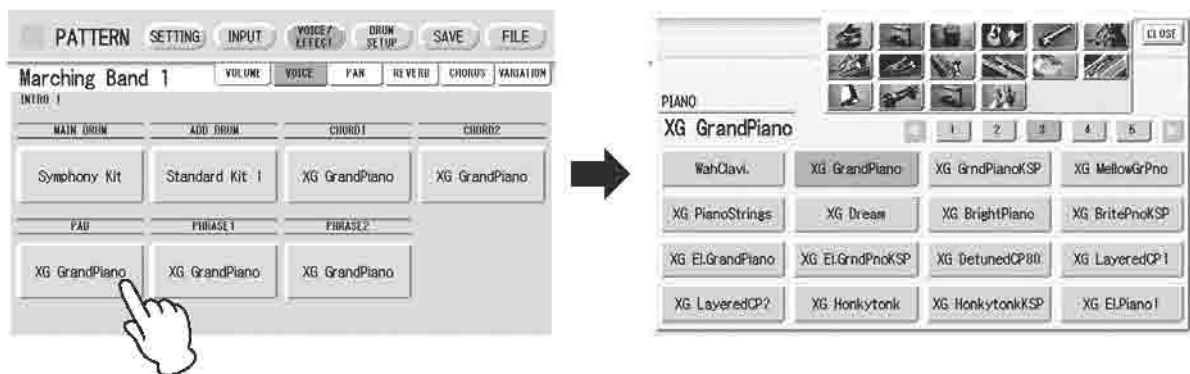 PATTERN SETTING INPUT VOICE/EFFECT DRUM SETUP SAVE FILE
Marching Band 1 VOLUME VOICE PAN REVERB CHORUS VARIATION
INTRO 1
MAIN DRUM ADD DRUM CHORD1 CHORD2
Symphony Kit Standard Kit 1 XG GrandPiano XG GrandPiano
PAD PHRASE1 PHRASE2
XG GrandPiano XG GrandPiano XG GrandPiano
CLOSE
PIANO
XG GrandPiano 1 2 3 4 5
WahClavi. XG GrandPiano XG GrndPianoKSP XG MellowGrPno
XG PianoStrings XG Dream XG BrightPiano XG BritePnoKSP
XG El.GrandPiano XG El.GrndPnoKSP XG DetunedCP80 XG LayeredCP1
XG LayeredCP2 XG Honkytonk XG HonkytonkKSP XG El.Piano1